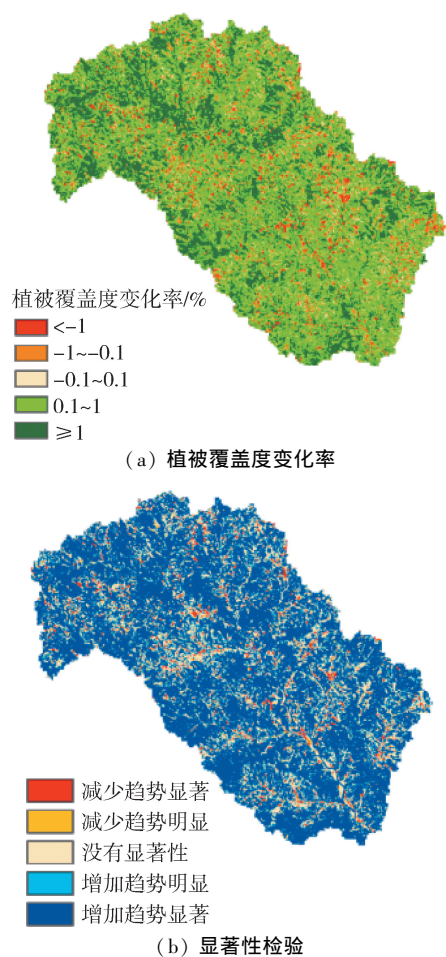 植被覆盖度变化率/%
<-1
-1~-0.1
-0.1~0.1
0.1~1
≥1
(a) 植被覆盖度变化率
减少趋势显著
减少趋势明显
没有显著性
增加趋势明显
增加趋势显著
(b) 显著性检验